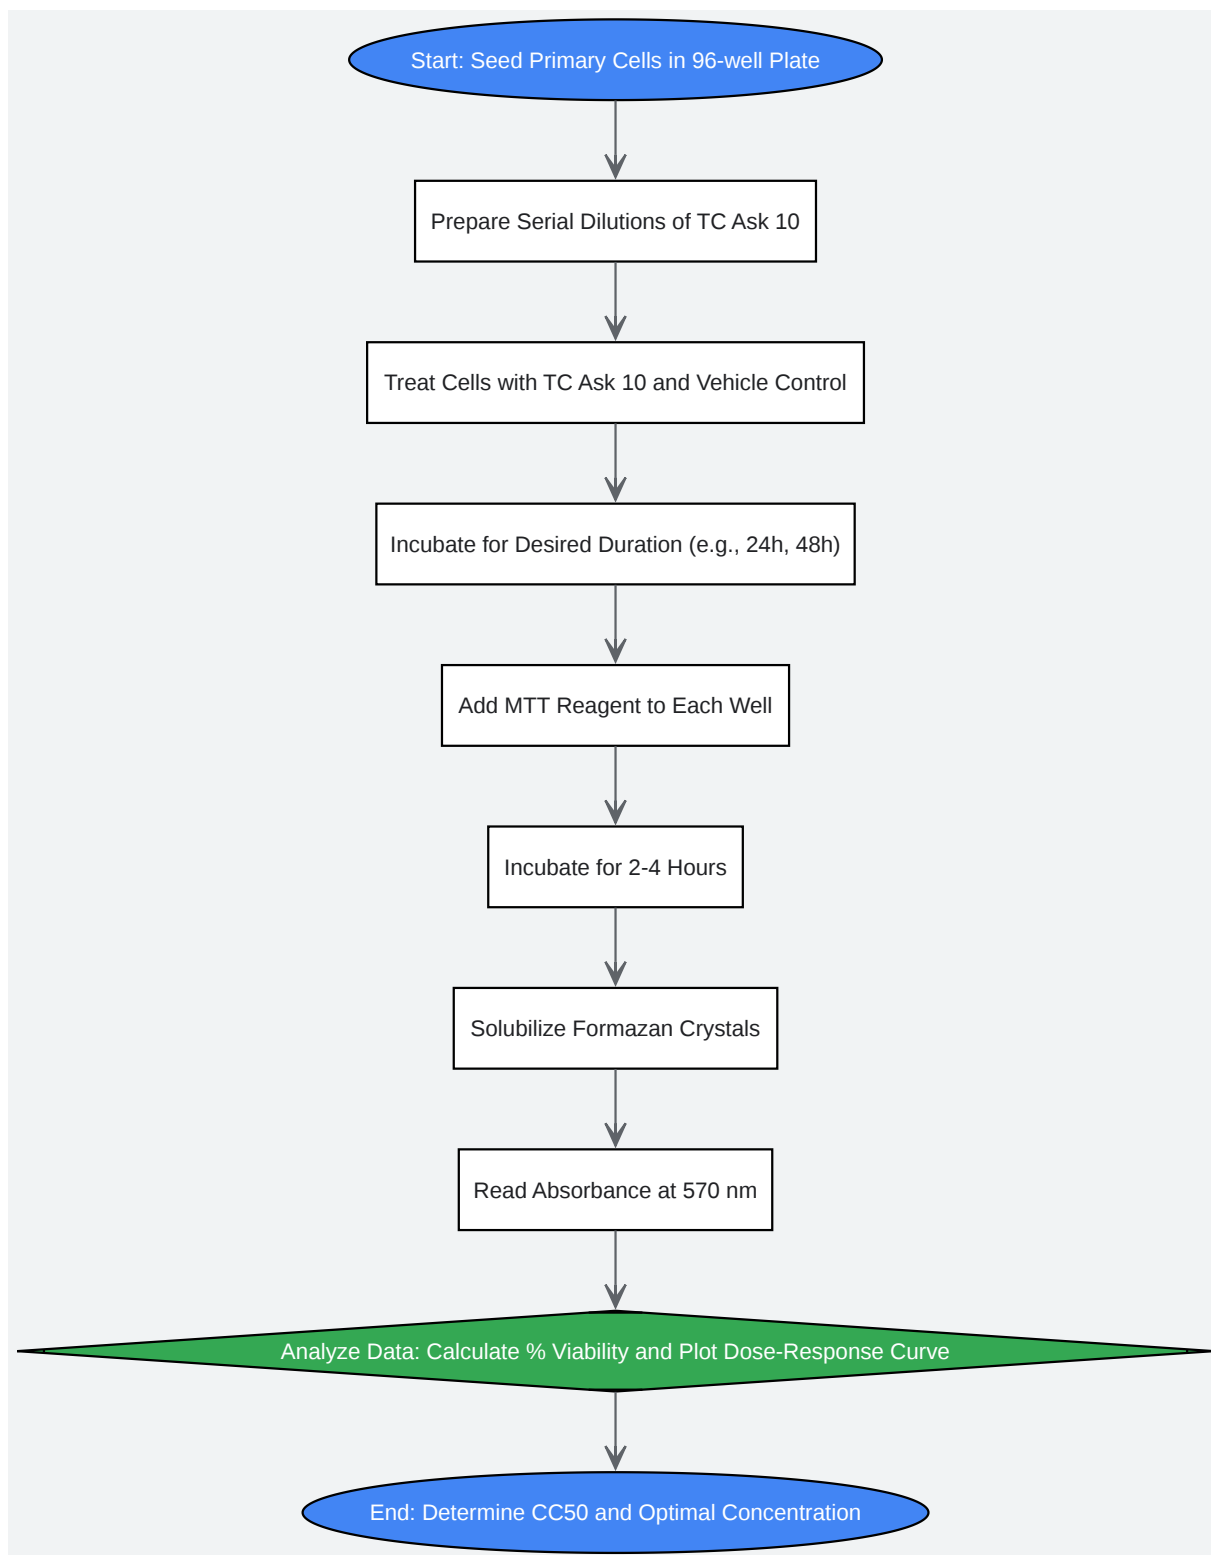 Start: Seed Primary Cells in 96-well Plate
Prepare Serial Dilutions of TC Ask 10
Treat Cells with TC Ask 10 and Vehicle Control
Incubate for Desired Duration (e.g., 24h, 48h)
Add MTT Reagent to Each Well
Incubate for 2-4 Hours
Solubilize Formazan Crystals
Read Absorbance at 570 nm
Analyze Data: Calculate % Viability and Plot Dose-Response Curve
End: Determine CC50 and Optimal Concentration